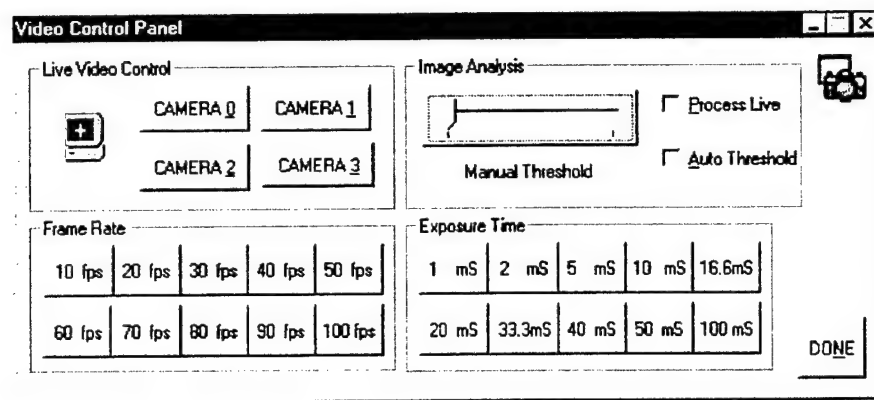 Video Control Panel
Live Video Control
CAMERA 0 CAMERA 1
CAMERA 2 CAMERA 3
Image Analysis
Manual Threshold
Process Live
Auto Threshold
Frame Rate
10 fps 20 fps 30 fps 40 fps 50 fps
60 fps 70 fps 80 fps 90 fps 100 fps
Exposure Time
1 mS 2 mS 5 mS 10 mS 16.6mS
20 mS 33.3mS 40 mS 50 mS 100 mS
DONE